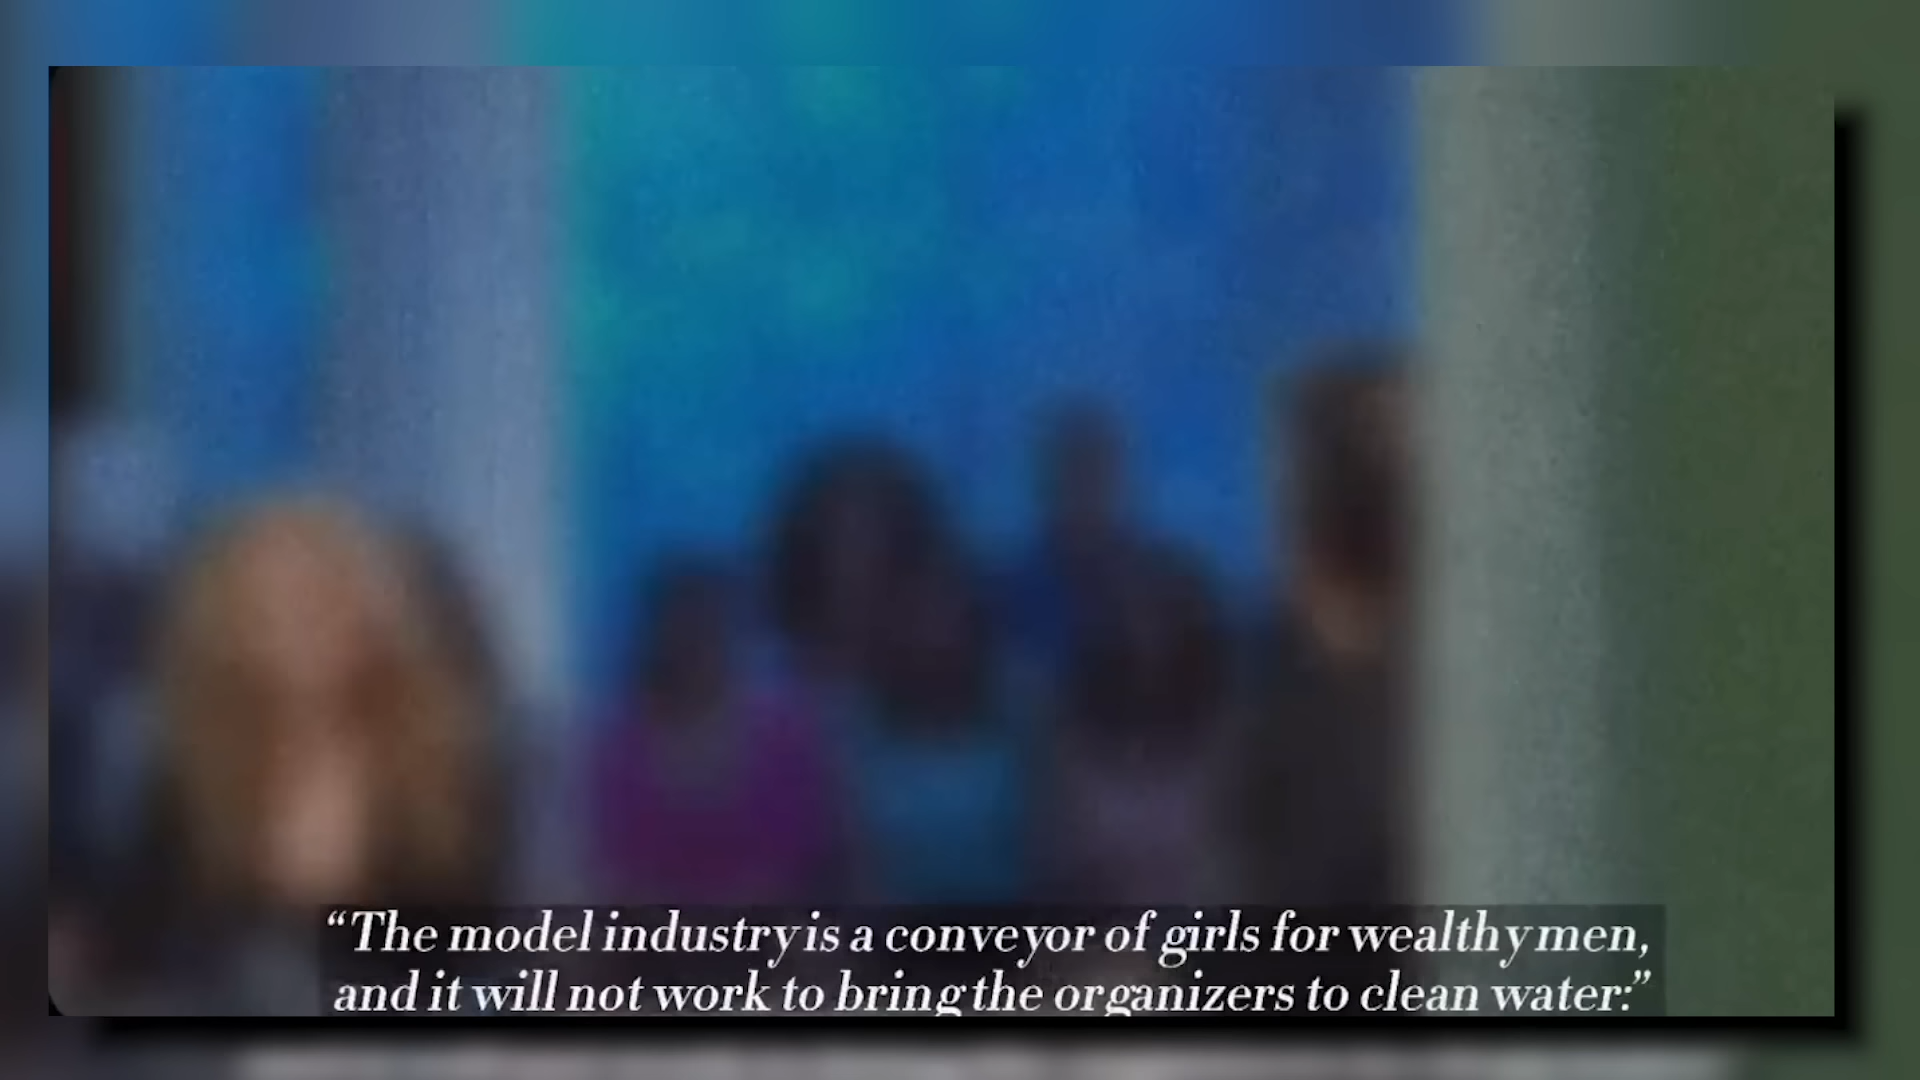 “The model industry is a conveyor of girls for wealthy men,
and it will not work to bring the organizers to clean water:”